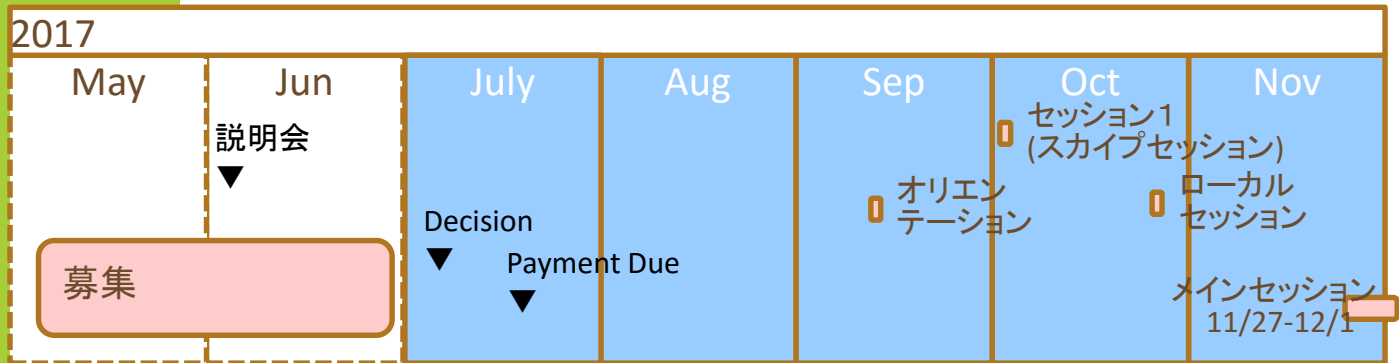 2017
May
Jun
July
Aug
Sep
Oct
Nov
説明会
▼
Decision
▼
Payment Due
▼
募集
オリエン
テーション
セッション１
(スカイプセッション)
ローカル
セッション
メインセッション
11/27-12/1